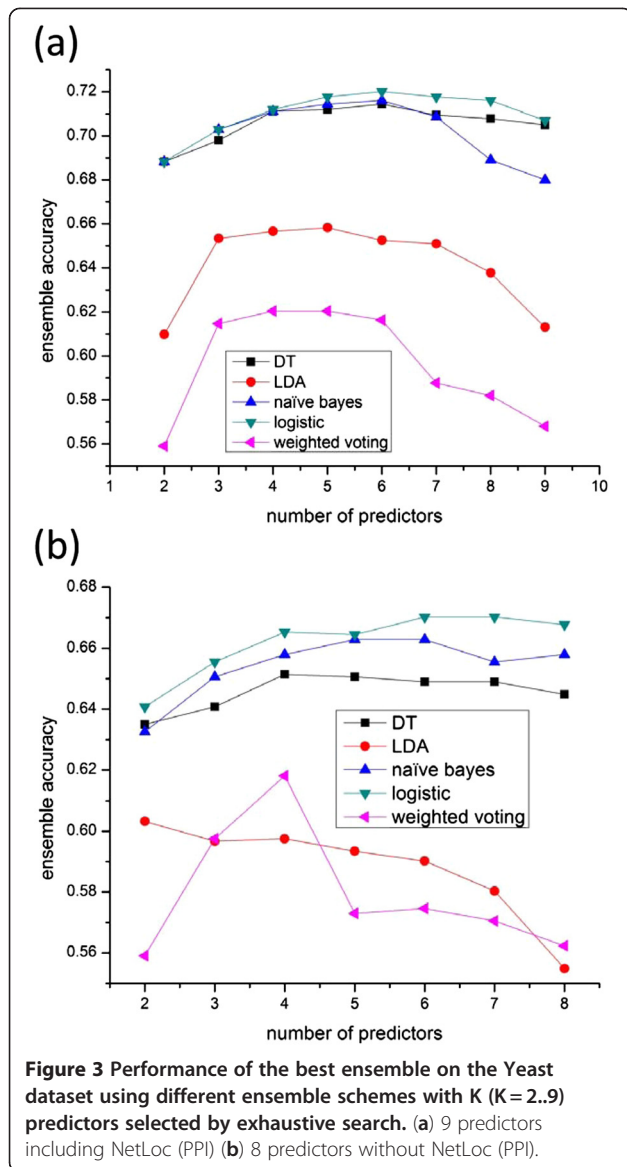 (a)
0.72
0.70
0.68
0.66
0.64
0.62
0.60
0.58
0.56
ensemble accuracy
DT
LDA
naïve bayes
logistic
weighted voting
1 2 3 4 5 6 7 8 9 10
number of predictors
(b)
0.68
0.66
0.64
0.62
0.60
0.58
0.56
ensemble accuracy
DT
LDA
naïve bayes
logistic
weighted voting
2 3 4 5 6 7 8
number of predictors
Figure 3 Performance of the best ensemble on the Yeast
dataset using different ensemble schemes with K (K = 2..9)
predictors selected by exhaustive search. (a) 9 predictors
including NetLoc (PPI) (b) 8 predictors without NetLoc (PPI).